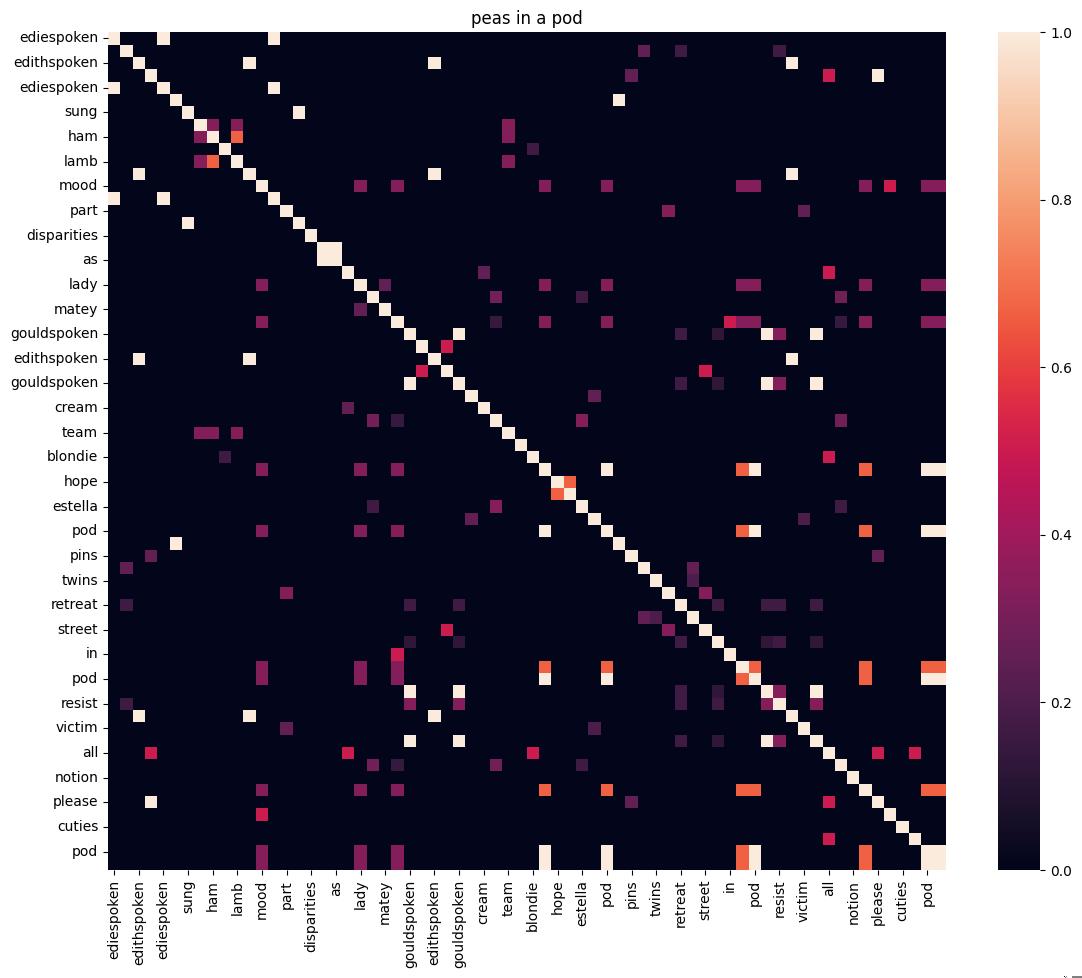 peas in a pod
ediespoken
edithspoken
ediespoken
sung
ham
lamb
mood
part
disparities
as
lady
matey
gouldspoken
edithspoken
gouldspoken
cream
team
blondie
hope
estella
pod
pins
twins
retreat
street
in
pod
resist
victim
all
notion
please
cuties
pod
1.0
0.8
0.6
0.4
0.2
0.0
ediespoken
edithspoken
ediespoken
sung
ham
lamb
mood
part
disparities
as
lady
matey
gouldspoken
edithspoken
gouldspoken
cream
team
blondie
hope
estella
pod
pins
twins
retreat
street
in
pod
resist
victim
all
notion
please
cuties
pod